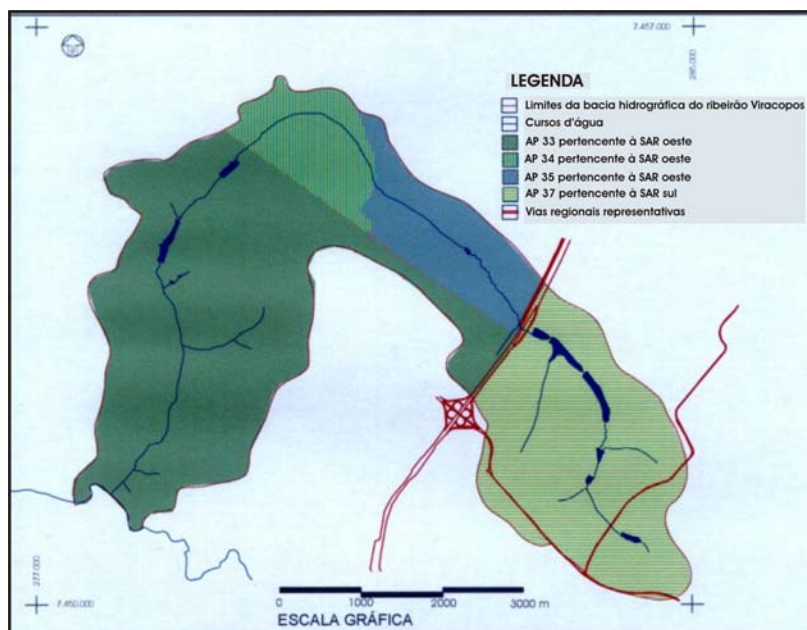 7.457.000
285.000
LEGENDA
Limites da bacia hidrográfica do ribeirão Viracopos
Cursos d'água
AP 33 pertencente à SAR oeste
AP 34 pertencente à SAR oeste
AP 35 pertencente à SAR oeste
AP 37 pertencente à SAR sul
Vias regionais representativas
277.000
7.450.000
0 1000 2000 3000 m
ESCALA GRÁFICA